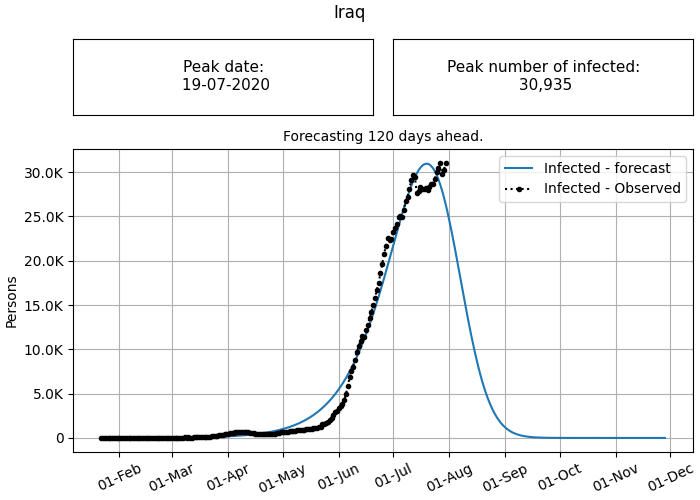 Iraq
Peak date:
19-07-2020
Peak number of infected:
30,935
Forecasting 120 days ahead.
Infected - forecast
Infected - Observed
Persons
30.0K
25.0K
20.0K
15.0K
10.0K
5.0K
0
01-Feb
01-Mar
01-Apr
01-May
01-Jun
01-Jul
01-Aug
01-Sep
01-Oct
01-Nov
01-Dec